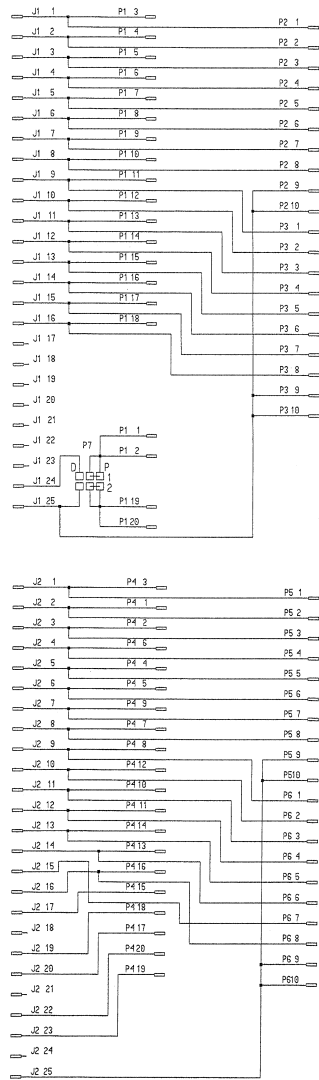 J1 1 P1 3 P2 1
J1 2 P1 4 P2 2
J1 3 P1 5 P2 3
J1 4 P1 6 P2 4
J1 5 P1 7 P2 5
J1 6 P1 8 P2 6
J1 7 P1 9 P2 7
J1 8 P1 10 P2 8
J1 9 P1 11 P2 9
J1 10 P1 12 P2 10
J1 11 P1 13 P3 1
J1 12 P1 14 P3 2
J1 13 P1 15 P3 3
J1 14 P1 16 P3 4
J1 15 P1 17 P3 5
J1 16 P1 18 P3 6
J1 17 P3 7
J1 18 P3 8
J1 19 P3 9
J1 20 P3 10
J1 21
J1 22 P1 1
P7 P1 2
J1 23 D P
J1 24 1
2
J1 25 P1 19
P1 20
J2 1 P4 3 P5 1
J2 2 P4 1 P5 2
J2 3 P4 2 P5 3
J2 4 P4 6 P5 4
J2 5 P4 4 P5 5
J2 6 P4 5 P5 6
J2 7 P4 9 P5 7
J2 8 P4 7 P5 8
J2 9 P4 8 P5 9
J2 10 P4 12 P510
J2 11 P4 10 P6 1
J2 12 P4 11 P6 2
J2 13 P4 14 P6 3
J2 14 P4 13 P6 4
J2 15 P4 16 P6 5
J2 16 P4 15 P6 6
J2 17 P4 18 P6 7
J2 18 P4 17 P6 8
J2 19 P4 20 P6 9
J2 20 P4 19 P610
J2 21
J2 22
J2 23
J2 24
J2 25